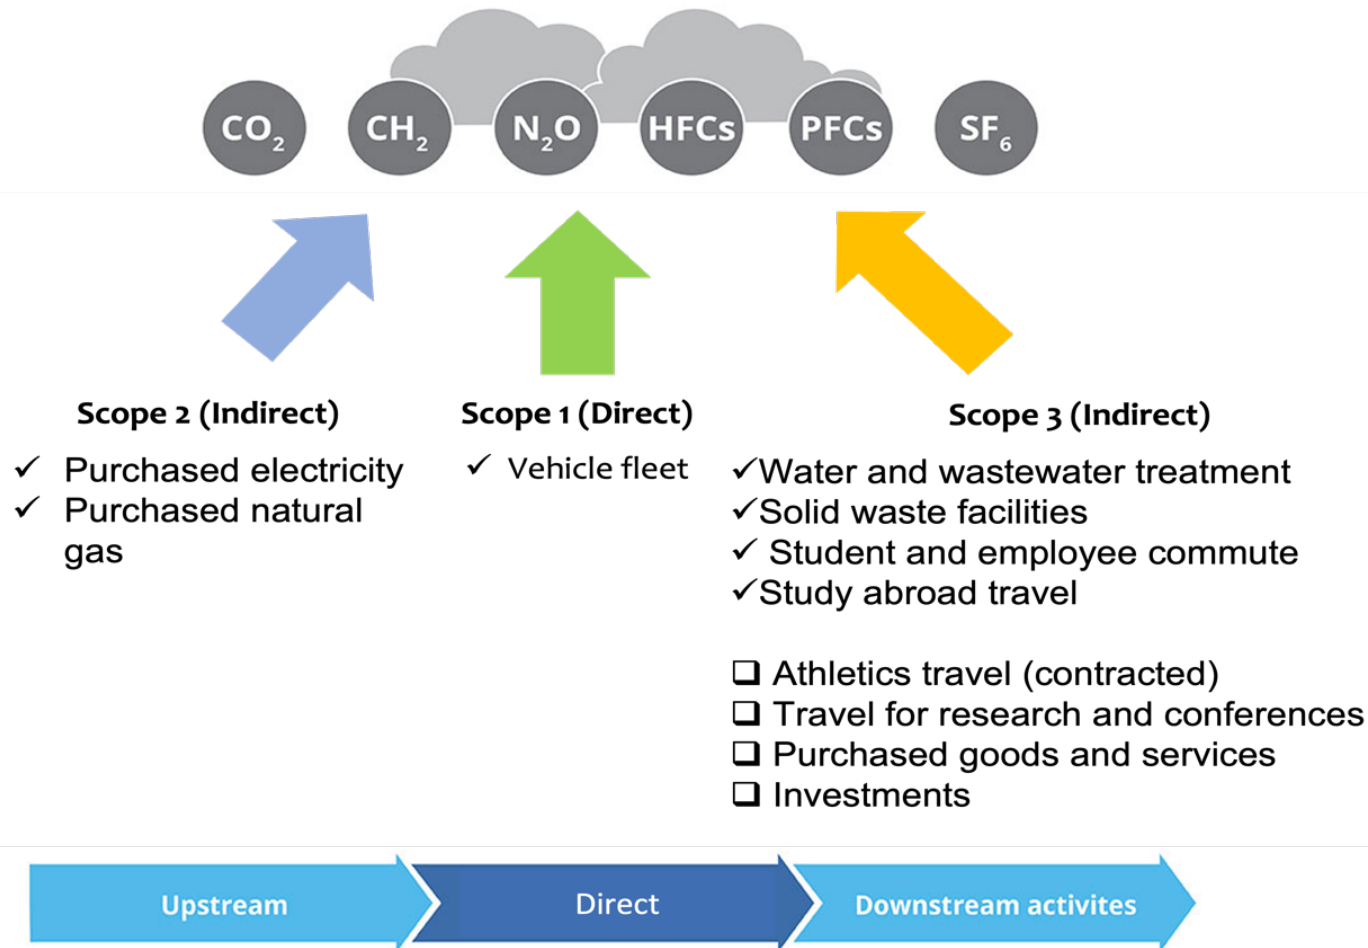 CO₂ CH₂ N₂O HFCs PFCs SF₆
Scope 2 (Indirect)
✓ Purchased electricity
✓ Purchased natural
gas
Scope 1 (Direct)
✓ Vehicle fleet
Scope 3 (Indirect)
✓Water and wastewater treatment
✓Solid waste facilities
✓ Student and employee commute
✓Study abroad travel
❑ Athletics travel (contracted)
❑ Travel for research and conferences
❑ Purchased goods and services
❑ Investments
Upstream
Direct
Downstream activites